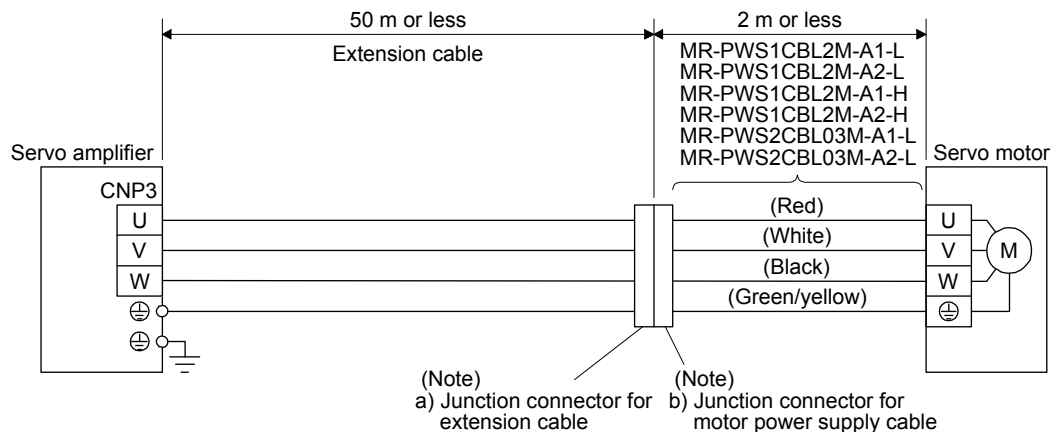 50 m or less
2 m or less
Extension cable
MR-PWS1CBL2M-A1-L
MR-PWS1CBL2M-A2-L
MR-PWS1CBL2M-A1-H
MR-PWS1CBL2M-A2-H
MR-PWS2CBL03M-A1-L
MR-PWS2CBL03M-A2-L
Servo amplifier
Servo motor
CNP3
U
V
W
(Red)
(White)
(Black)
(Green/yellow)
U
V
W
M
(Note)
a) Junction connector for
extension cable
(Note)
b) Junction connector for
motor power supply cable